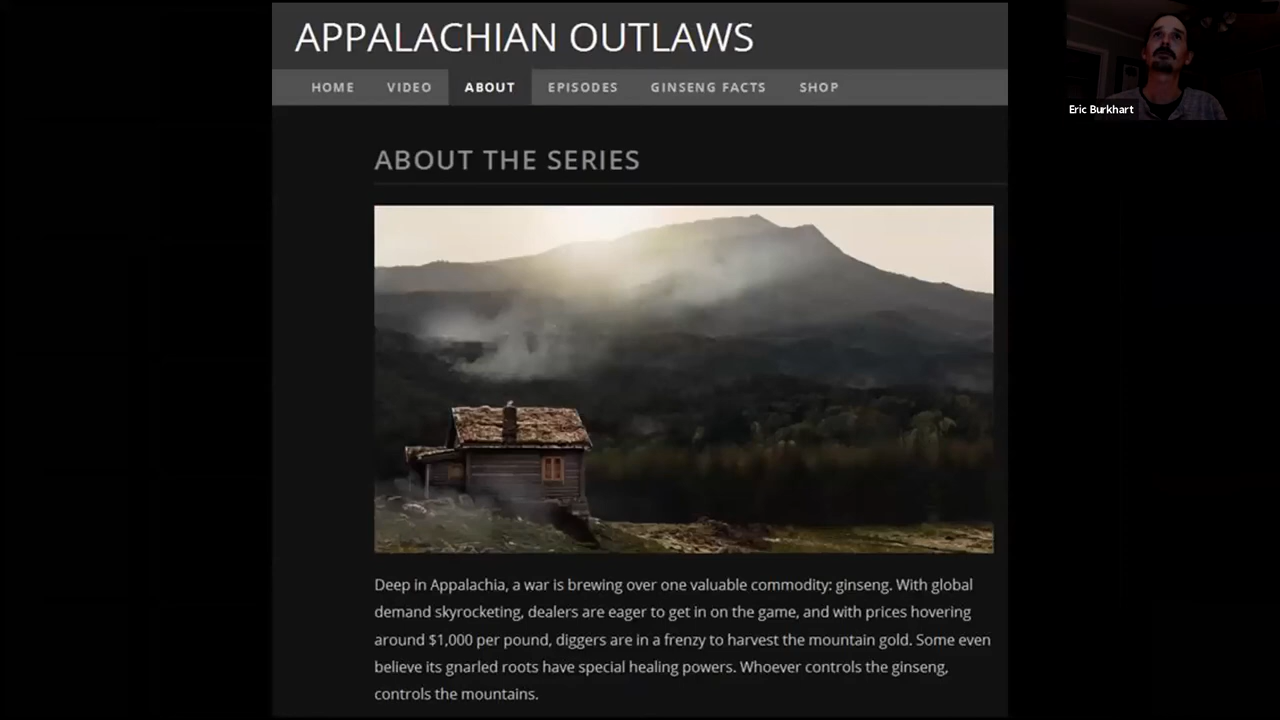 APPALACHIAN OUTLAWS
HOME VIDEO ABOUT EPISODES GINSENG FACTS SHOP
Eric Burkhart
ABOUT THE SERIES
Deep in Appalachia, a war is brewing over one valuable commodity: ginseng. With global
demand skyrocketing, dealers are eager to get in on the game, and with prices hovering
around $1,000 per pound, diggers are in a frenzy to harvest the mountain gold. Some even
believe its gnarled roots have special healing powers. Whoever controls the ginseng,
controls the mountains.